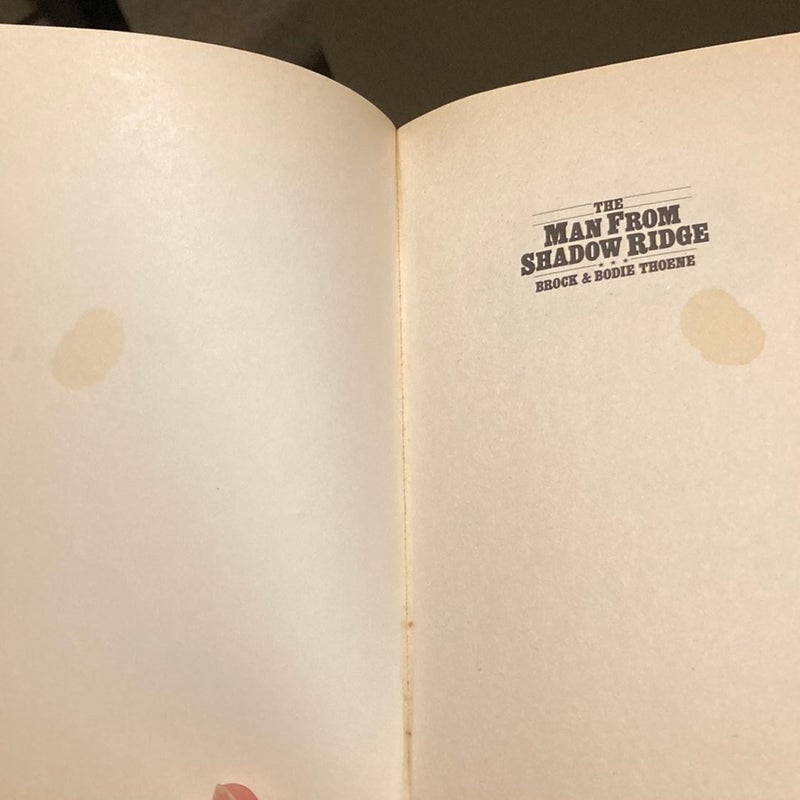 THE
MAN FROM
SHADOW RIDGE
BROCK & BODIE THOENE